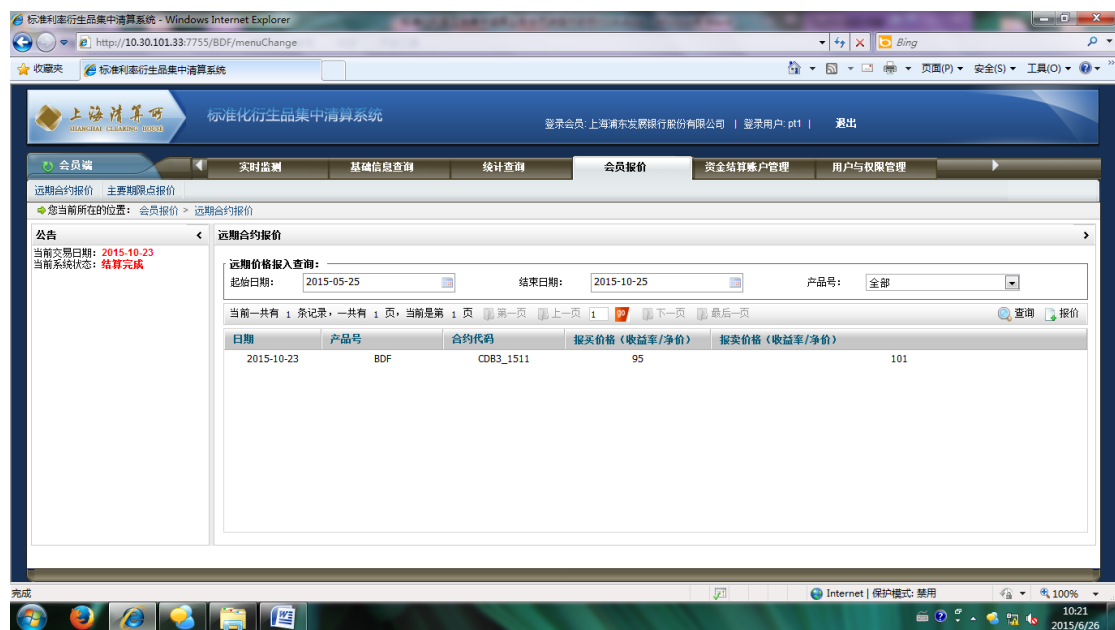 标准利率衍生品集中清算系统 - Windows Internet Explorer
http://10.30.101.33:7755/BDF/menuChange
Bing
收藏夹 标准利率衍生品集中清算系统 页面(P) 安全(S) 工具(O)
上海清算所 标准化衍生品集中清算系统
SHANGHAI CLEARING HOUSE
登录会员: 上海浦东发展银行股份有限公司 | 登录用户: pt1 | 退出
会员端 实时监测 基础信息查询 统计查询 会员报价 资金结算账户管理 用户与权限管理
远期合约报价 主要期限点报价
您当前所在的位置: 会员报价 > 远期合约报价
公告 远期合约报价
当前交易日期: 2015-10-23
当前系统状态: 结算完成
远期价格报入查询:
起始日期: 2015-05-25 结束日期: 2015-10-25 产品号: 全部
当前一共有 1 条记录,一共有 1 页,当前是第 1 页 第一页 上一页 1 go 下一页 最后一页 查询 报价
日期 产品号 合约代码 报买价格(收益率/净价) 报卖价格(收益率/净价)
2015-10-23 BDF CDB3_1511 95 101
完成 Internet | 保护模式: 禁用 100%
10:21
2015/6/26